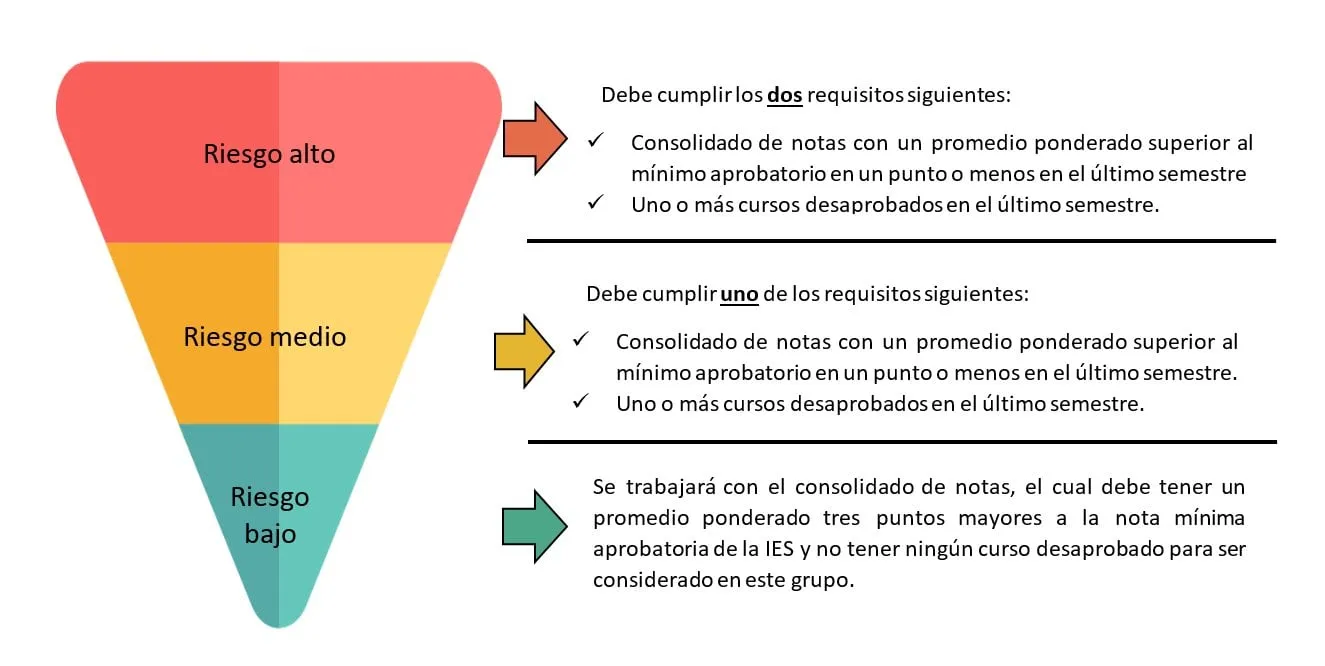 Riesgo alto
Debe cumplir los dos requisitos siguientes:
✓ Consolidado de notas con un promedio ponderado superior al
mínimo aprobatorio en un punto o menos en el último semestre
✓ Uno o más cursos desaprobados en el último semestre.
Riesgo medio
Debe cumplir uno de los requisitos siguientes:
✓ Consolidado de notas con un promedio ponderado superior al
mínimo aprobatorio en un punto o menos en el último semestre.
✓ Uno o más cursos desaprobados en el último semestre.
Riesgo
bajo
Se trabajará con el consolidado de notas, el cual debe tener un
promedio ponderado tres puntos mayores a la nota mínima
aprobatoria de la IES y no tener ningún curso desaprobado para ser
considerado en este grupo.